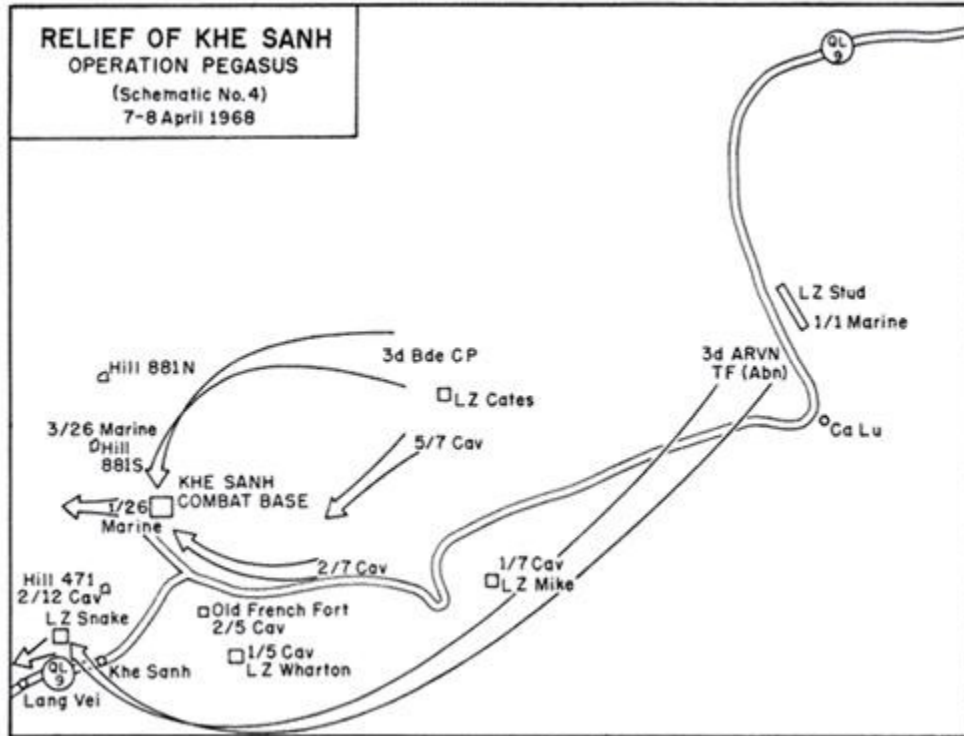 RELIEF OF KHE SANH
OPERATION PEGASUS
(Schematic No.4)
7-8 April 1968
QL
9
LZ Stud
1/1 Marine
3d Bde CP
3d ARVN
TF (Abn)
Hill 881N
LZ Cates
Ca Lu
3/26 Marine
Hill
881S
5/7 Cav
KHE SANH
COMBAT BASE
1/26
Marine
2/7 Cav
1/7 Cav
LZ Mike
Hill 471
2/12 Cav
LZ Snake
Old French Fort
2/5 Cav
1/5 Cav
LZ Wharton
Khe Sanh
QL
9
Lang Vei